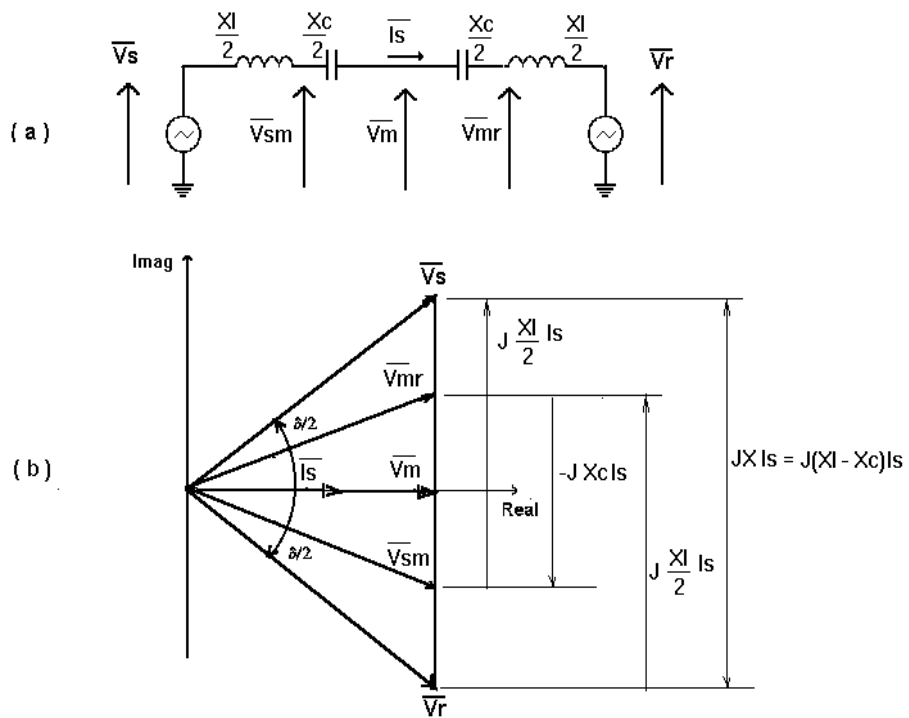 Xl/2 Xc/2 Is Xc/2 Xl/2
Vs Vr
( a ) Vsm Vm Vmr
Imag Vs
J Xl/2 Is
Vmr
δ/2
( b ) Is Vm -J Xc Is JX Is = J(Xl - Xc)Is
Real
δ/2 Vsm J Xl/2 Is
Vr